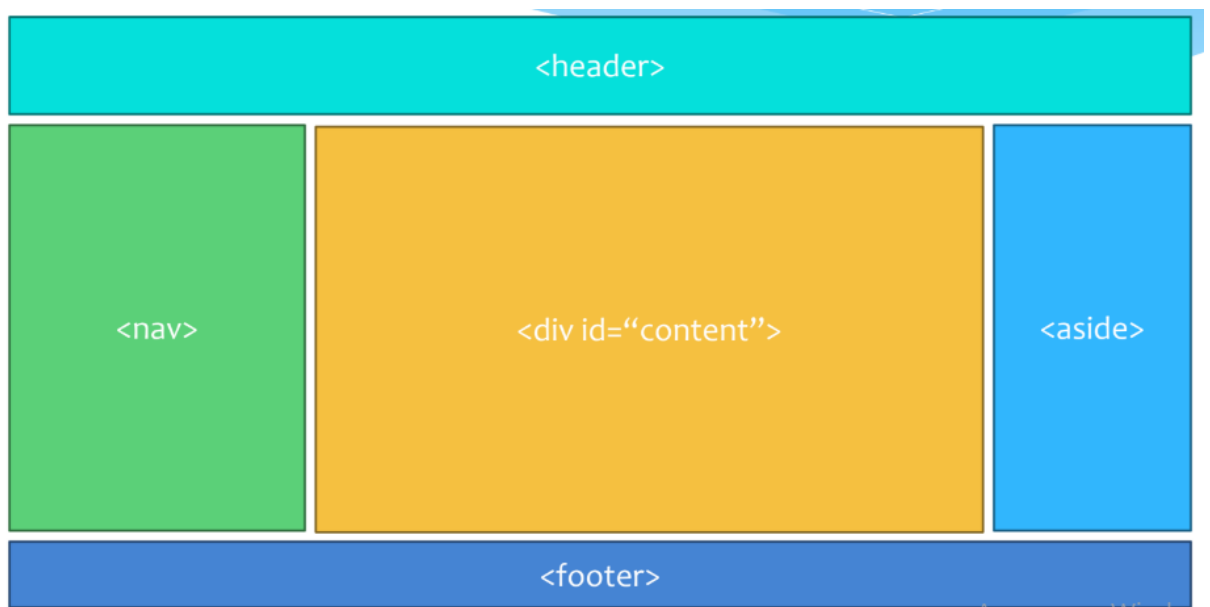 <header>
<nav>
<div id=“content”>
<aside>
<footer>